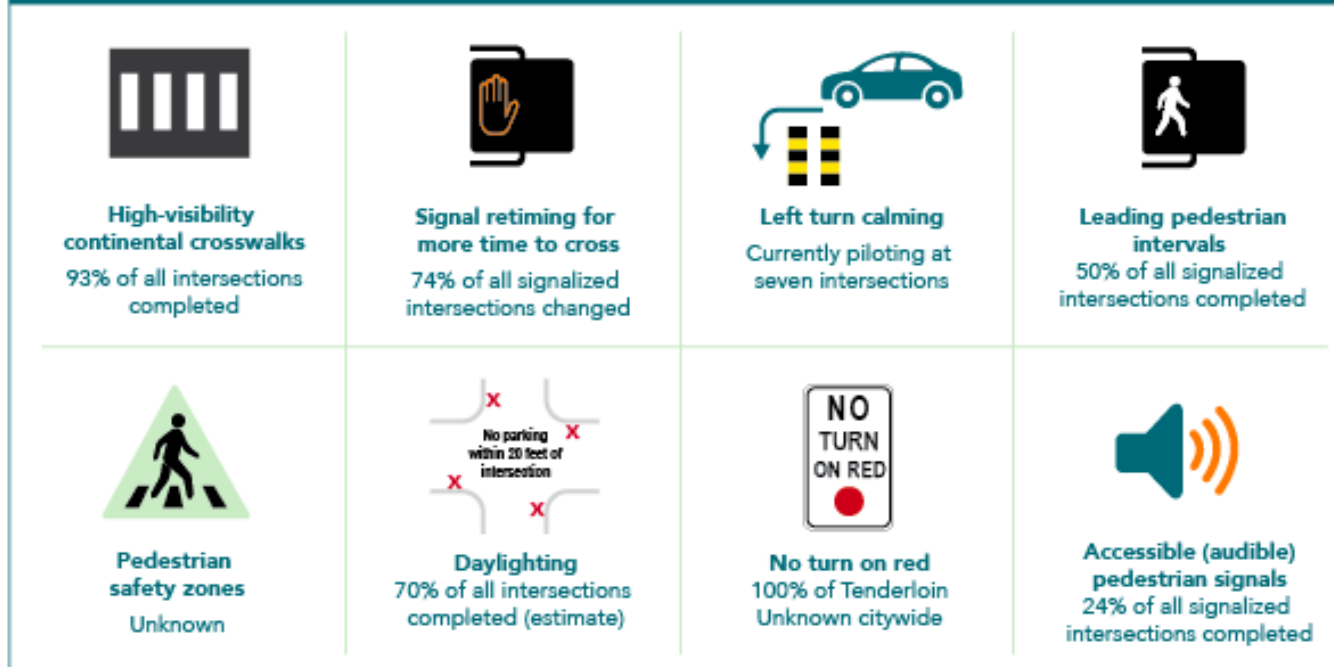 High-visibility
continental crosswalks
93% of all intersections
completed
Signal retiming for
more time to cross
74% of all signalized
intersections changed
Left turn calming
Currently piloting at
seven intersections
Leading pedestrian
intervals
50% of all signalized
intersections completed
Pedestrian
safety zones
Unknown
No parking
within 20 feet of
intersection
X
X
X
X
Daylighting
70% of all intersections
completed (estimate)
NO
TURN
ON RED
No turn on red
100% of Tenderloin
Unknown citywide
Accessible (audible)
pedestrian signals
24% of all signalized
intersections completed